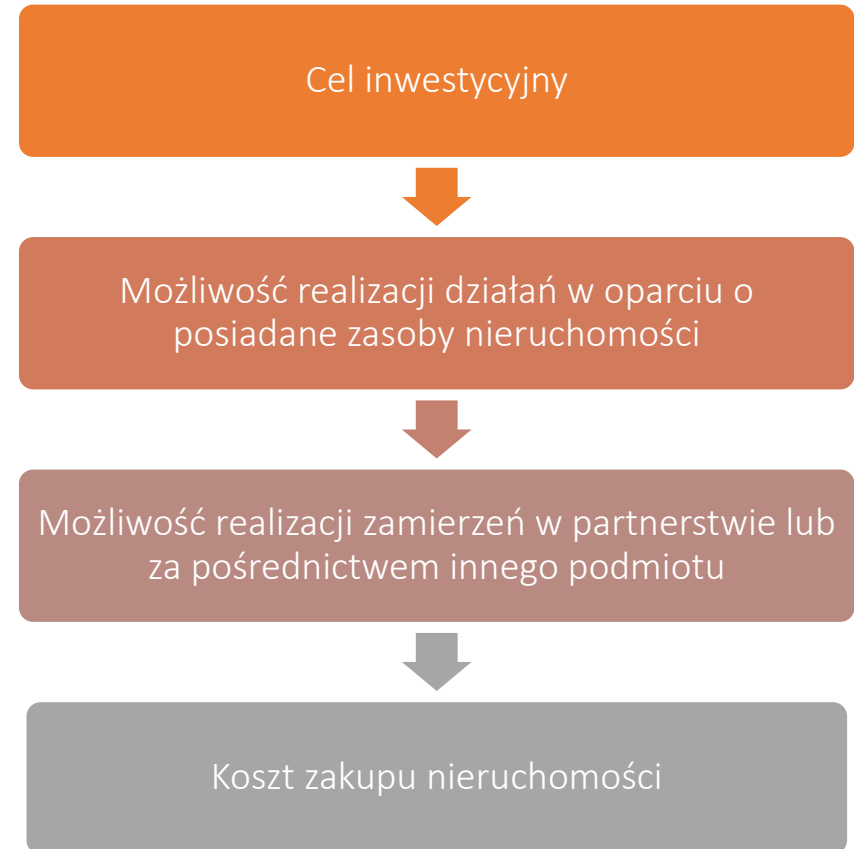 Cel inwestycyjny
Możliwość realizacji działań w oparciu o
posiadane zasoby nieruchomości
Możliwość realizacji zamierzeń w partnerstwie lub
za pośrednictwem innego podmiotu
Koszt zakupu nieruchomości